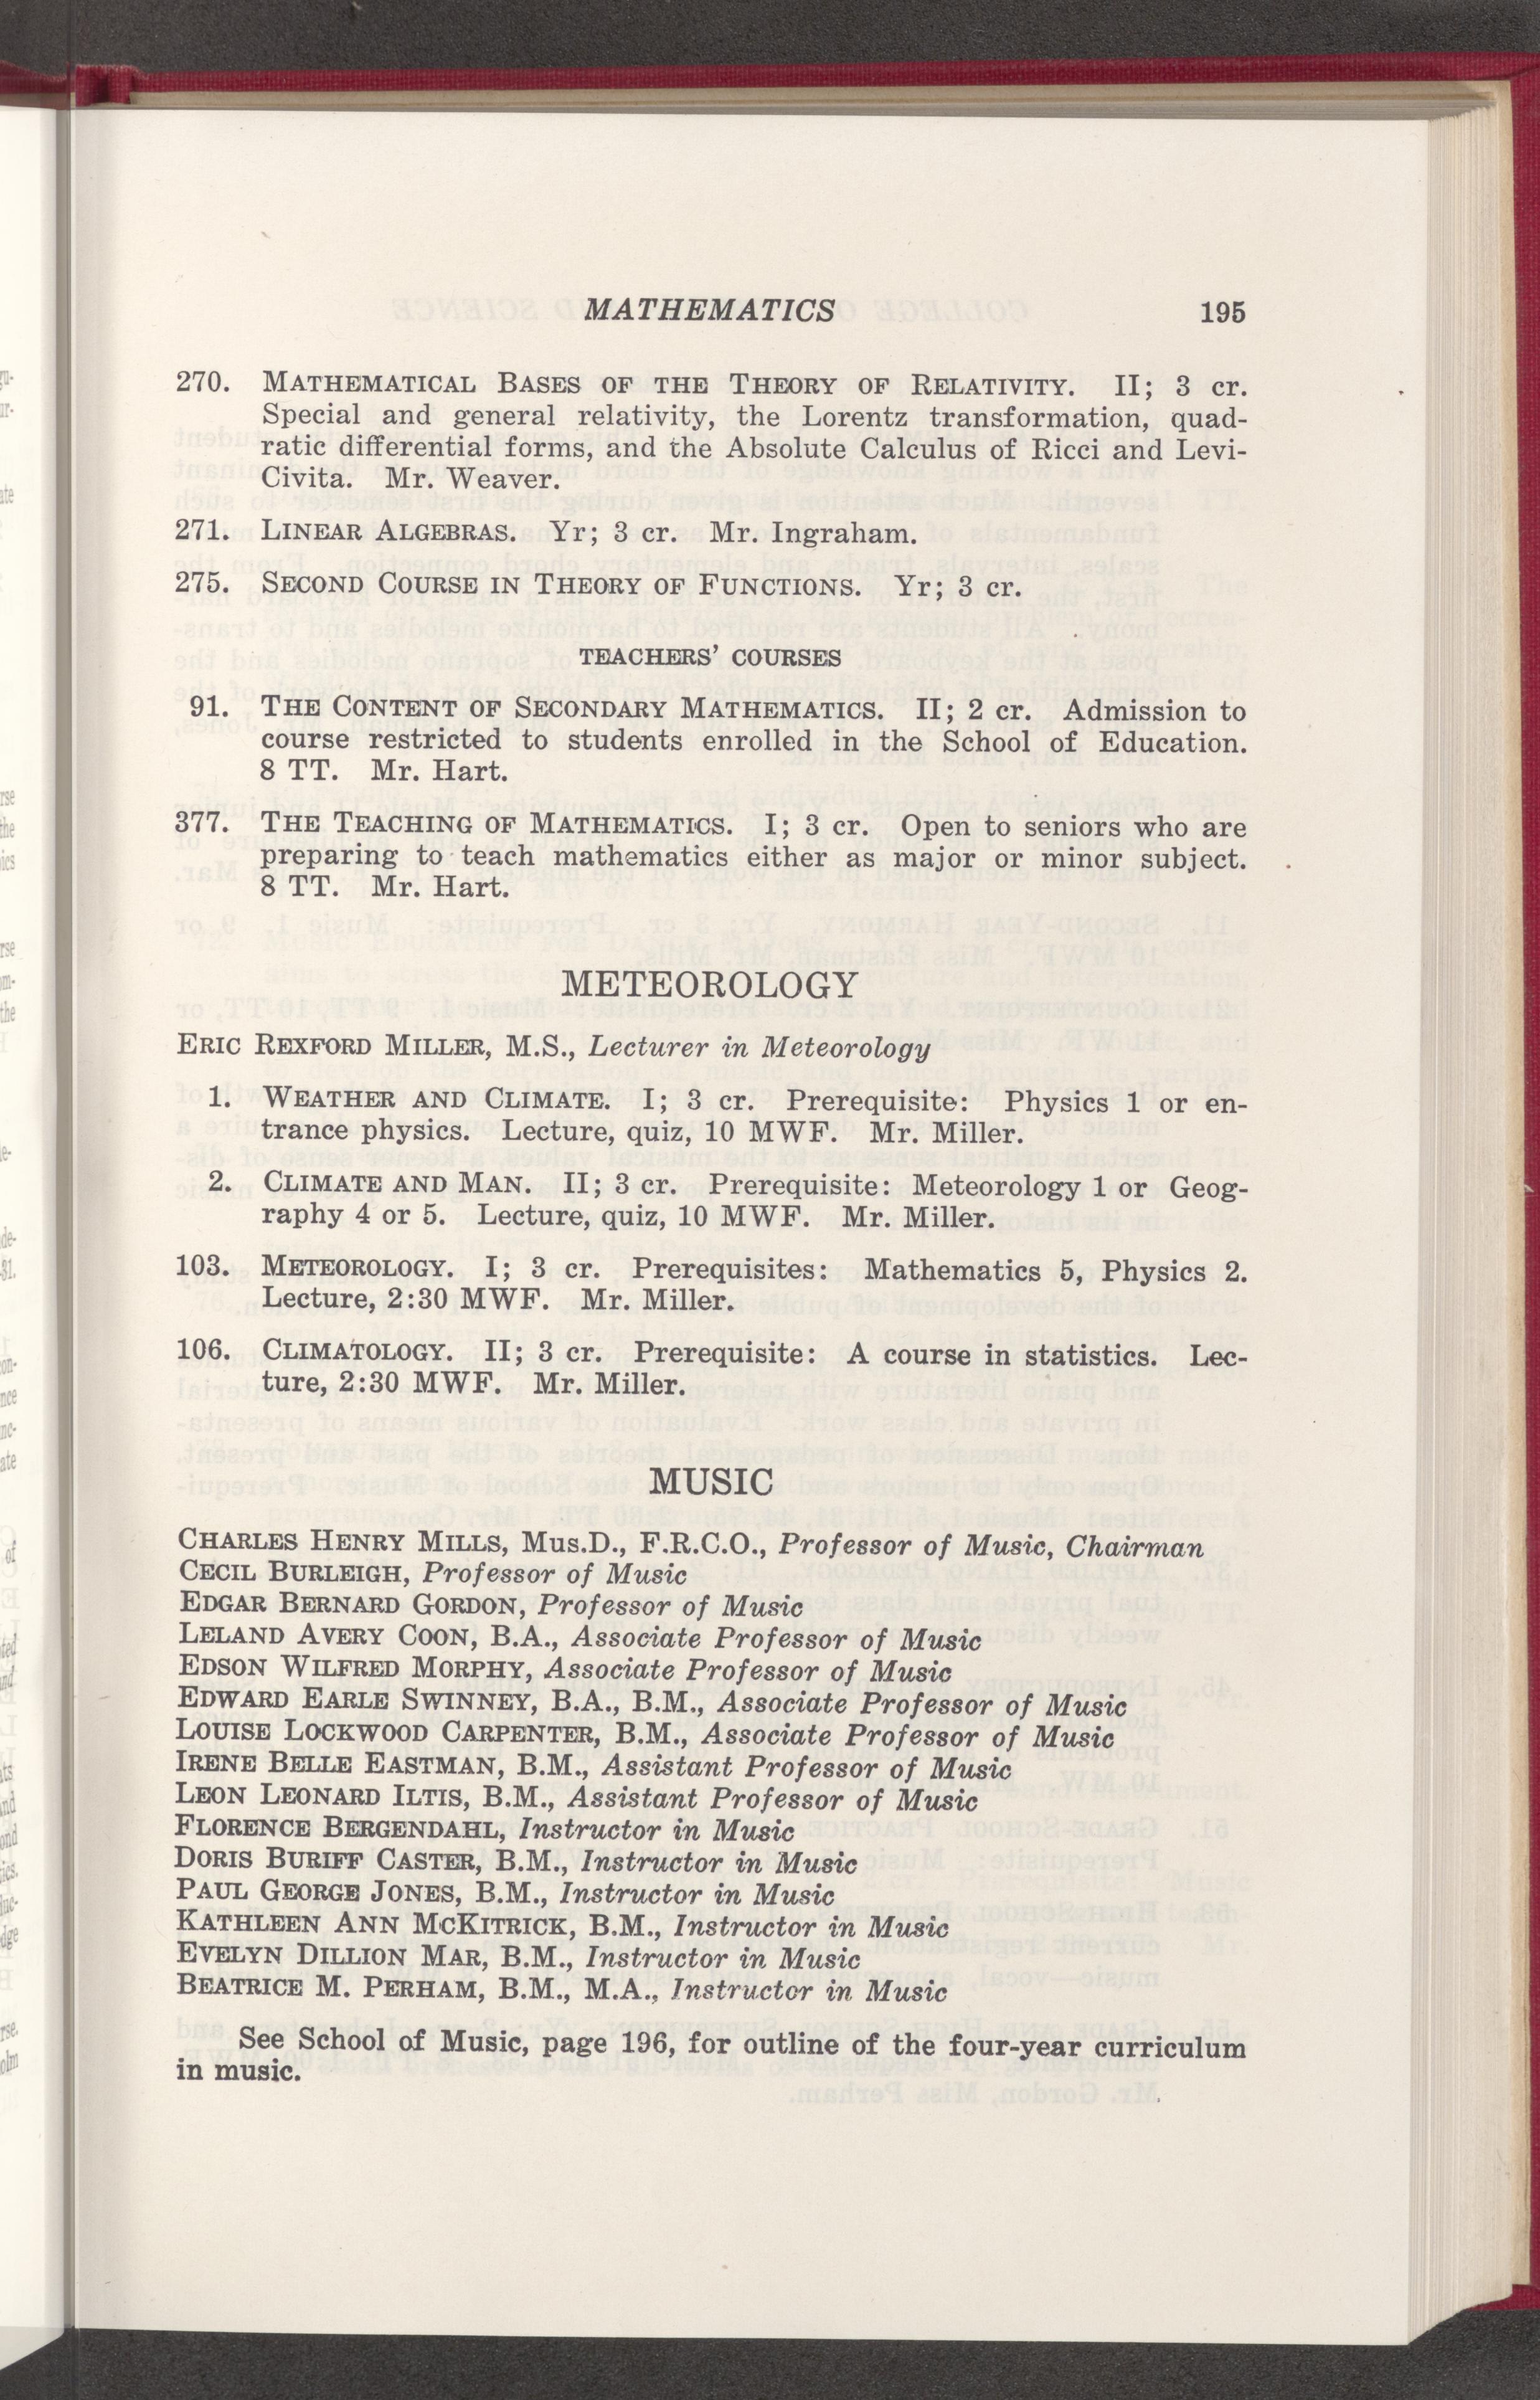 MATHEMATICS 195
270. MATHEMATICAL BASES OF THE THEORY OF RELATIVITY. II; 3 cr.
Special and general relativity, the Lorentz transformation, quad-
ratic differential forms, and the Absolute Calculus of Ricci and Levi-
Civita. Mr. Weaver.
271. LINEAR ALGEBRAS. Yr; 3 cr. Mr. Ingraham.
275. SECOND COURSE IN THEORY OF FUNCTIONS. Yr; 3 cr.
TEACHERS' COURSES
91. THE CONTENT OF SECONDARY MATHEMATICS. II; 2 cr. Admission to
course restricted to students enrolled in the School of Education.
8 TT. Mr. Hart.
377. THE TEACHING OF MATHEMATICS. I; 3 cr. Open to seniors who are
preparing to teach mathematics either as major or minor subject.
8 TT. Mr. Hart.
METEOROLOGY
ERIC REXFORD MILLER, M.S., Lecturer in Meteorology
1. WEATHER AND CLIMATE. I; 3 cr. Prerequisite: Physics 1 or en-
trance physics. Lecture, quiz, 10 MWF. Mr. Miller.
2. CLIMATE AND MAN. II; 3 cr. Prerequisite: Meteorology 1 or Geog-
raphy 4 or 5. Lecture, quiz, 10 MWF. Mr. Miller.
103. METEOROLOGY. I; 3 cr. Prerequisites: Mathematics 5, Physics 2.
Lecture, 2:30 MWF. Mr. Miller.
106. CLIMATOLOGY. II; 3 cr. Prerequisite: A course in statistics. Lec-
ture, 2:30 MWF. Mr. Miller.
MUSIC
CHARLES HENRY MILLS, Mus.D., F.R.C.O., Professor of Music, Chairman
CECIL BURLEIGH, Professor of Music
EDGAR BERNARD GORDON, Professor of Music
LELAND AVERY COON, B.A., Associate Professor of Music
EDSON WILFRED MORPHY, Associate Professor of Music
EDWARD EARLE SWINNEY, B.A., B.M., Associate Professor of Music
LOUISE LOCKWOOD CARPENTER, B.M., Associate Professor of Music
IRENE BELLE EASTMAN, B.M., Assistant Professor of Music
LEON LEONARD ILTIS, B.M., Assistant Professor of Music
FLORENCE BERGENDAHL, Instructor in Music
DORIS BURIFF CASTER, B.M., Instructor in Music
PAUL GEORGE JONES, B.M., Instructor in Music
KATHLEEN ANN MCKITRICK, B.M., Instructor in Music
EVELYN DILLION MAR, B.M., Instructor in Music
BEATRICE M. PERHAM, B.M., M.A., Instructor in Music
See School of Music, page 196, for outline of the four-year curriculum
in music.